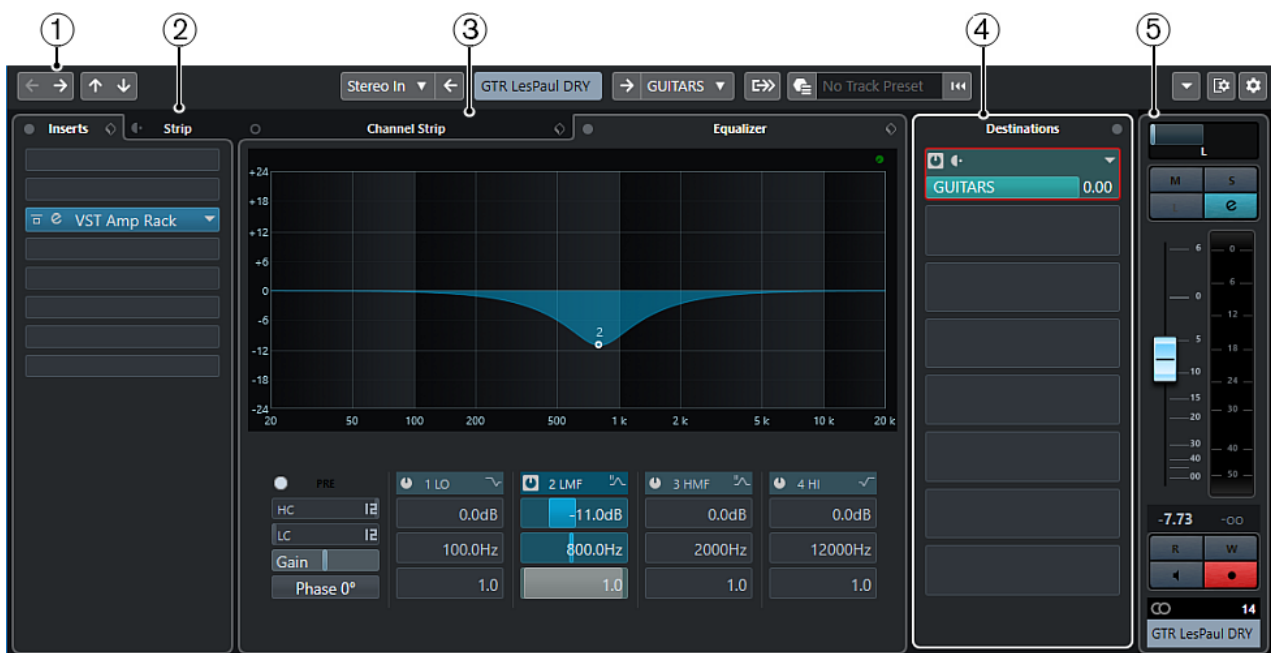 1 2 3 4 5
Stereo In GTR LesPaul DRY GUITARS No Track Preset
Inserts Strip
Channel Strip Equalizer
Destinations
L
VST Amp Rack
+24
+18
+12
+6
0
-6
-12
-18
-24
2
20 50 100 200 500 1 k 2 k 5 k 10 k 20 k
PRE
HC 12
LC 12
Gain
Phase 0°
1 LO
0.0dB
100.0Hz
1.0
2 LMF
-11.0dB
800.0Hz
1.0
3 HMF
0.0dB
2000Hz
1.0
4 HI
0.0dB
12000Hz
1.0
GUITARS 0.00
M S
L e
6
0
5
10
15
20
30
40
00
0
6
12
18
24
30
40
50
-7.73 -oo
R W
14
GTR LesPaul DRY